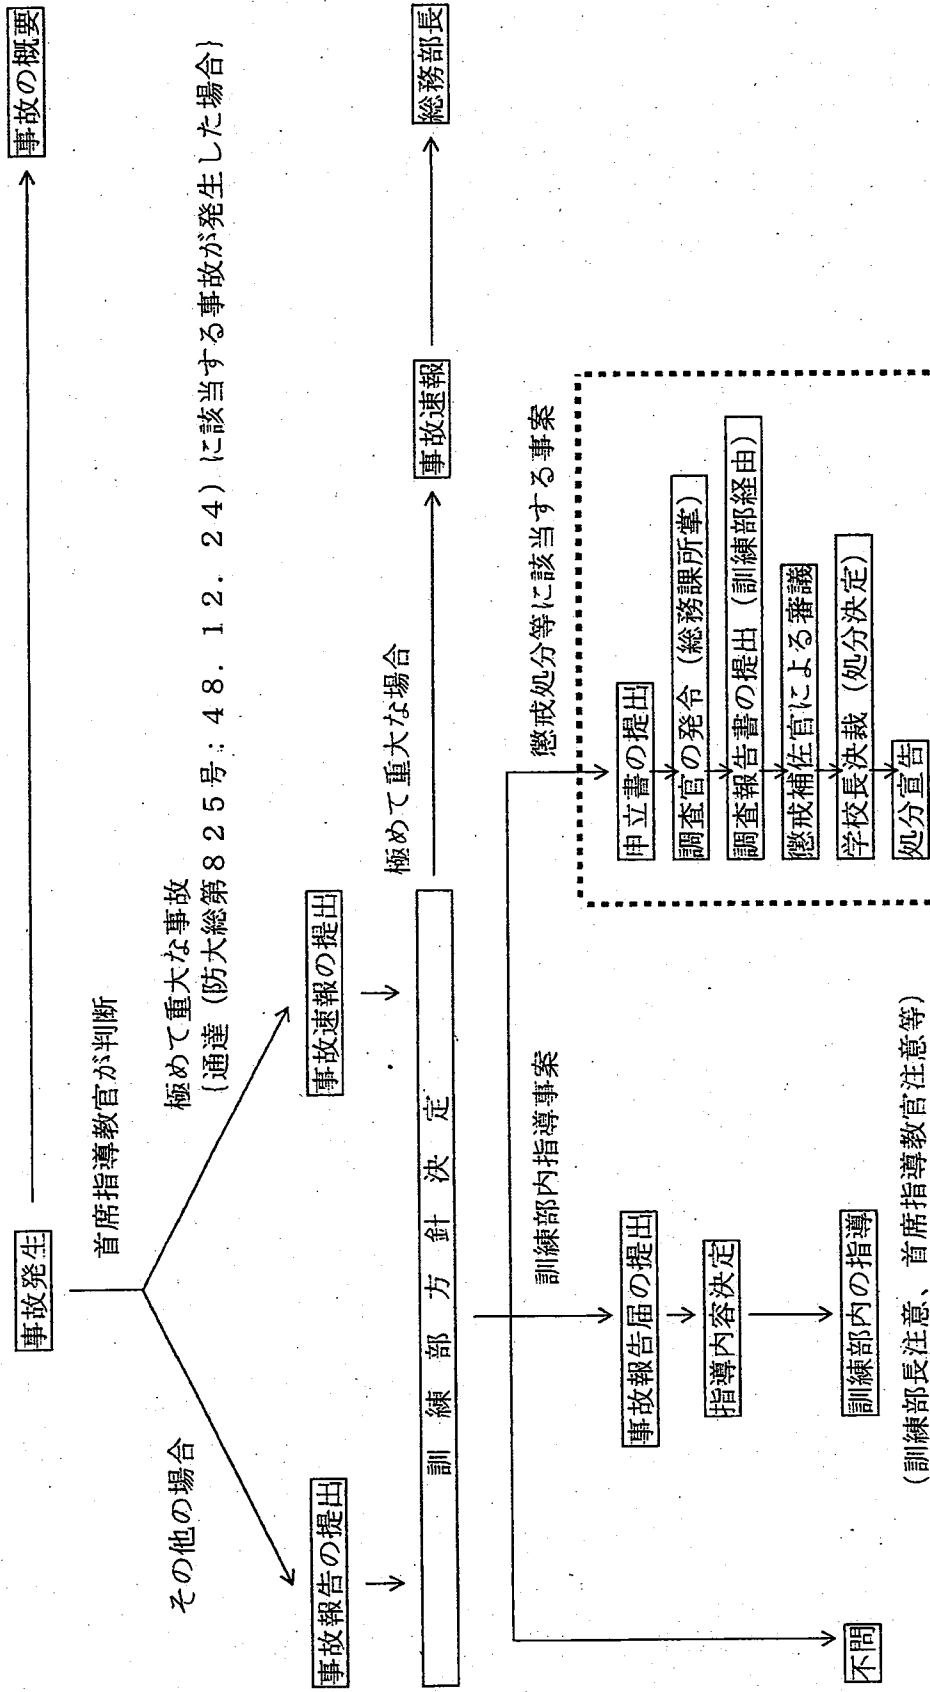 事故発生
事故の概要
首席指導教官が判断
その他の場合
極めて重大な事故
{通達(防大総第825号:48.12.24)に該当する事故が発生した場合}
事故報告の提出
事故速報の提出
訓練部方針決定
極めて重大な場合
事故速報
総務部長
訓練部内指導事案
懲戒処分等に該当する事案
不問
事故報告届の提出
指導内容決定
訓練部内の指導
(訓練部長注意、首席指導教官注意等)
申立書の提出
調査官の発令(総務課所掌)
調査報告書の提出(訓練部経由)
懲戒補佐官による審議
学校長決裁(処分決定)
処分宣告